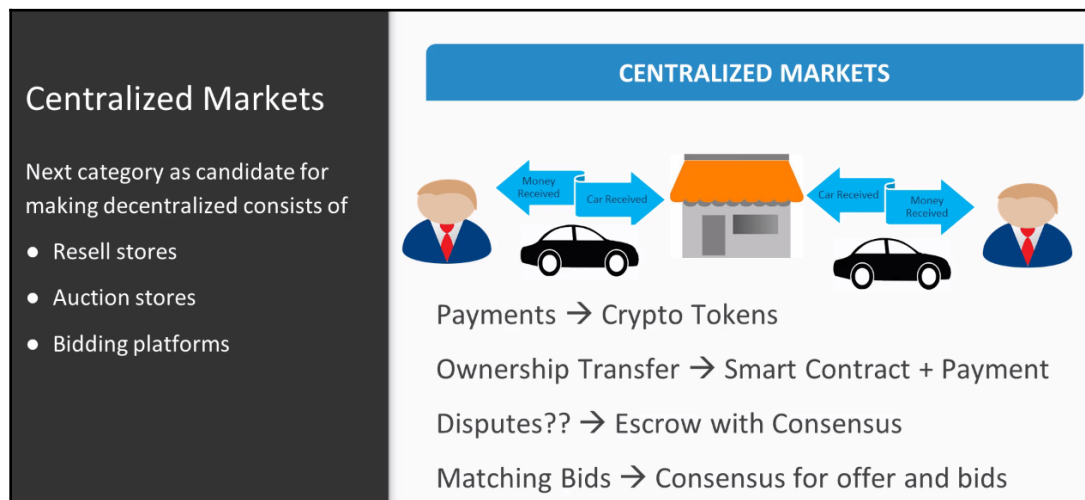 Centralized Markets
Next category as candidate for
making decentralized consists of
● Resell stores
● Auction stores
● Bidding platforms
CENTRALIZED MARKETS
Money
Received
Car Received
Car Received
Money
Received
Payments → Crypto Tokens
Ownership Transfer → Smart Contract + Payment
Disputes?? → Escrow with Consensus
Matching Bids → Consensus for offer and bids